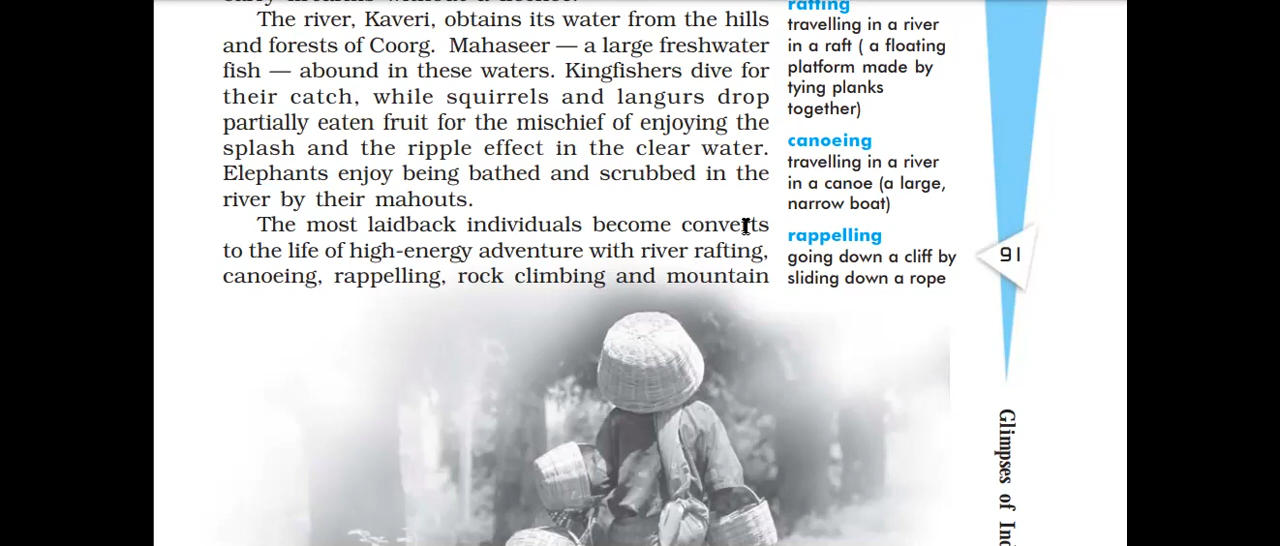 The river, Kaveri, obtains its water from the hills
and forests of Coorg. Mahaseer — a large freshwater
fish — abound in these waters. Kingfishers dive for
their catch, while squirrels and langurs drop
partially eaten fruit for the mischief of enjoying the
splash and the ripple effect in the clear water.
Elephants enjoy being bathed and scrubbed in the
river by their mahouts.
The most laidback individuals become converts
to the life of high-energy adventure with river rafting,
canoeing, rappelling, rock climbing and mountain
rafting
travelling in a river
in a raft ( a floating
platform made by
tying planks
together)
canoeing
travelling in a river
in a canoe (a large,
narrow boat)
rappelling
going down a cliff by
sliding down a rope
91
Glimpses of